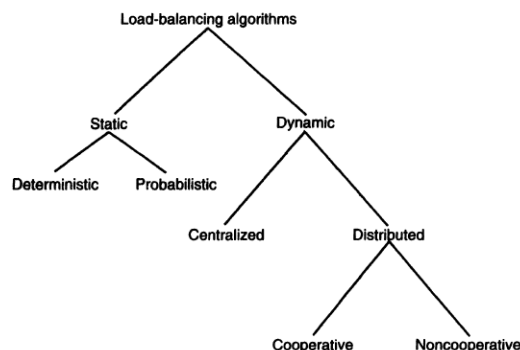 Load-balancing algorithms
Static
Dynamic
Deterministic
Probabilistic
Centralized
Distributed
Cooperative
Noncooperative